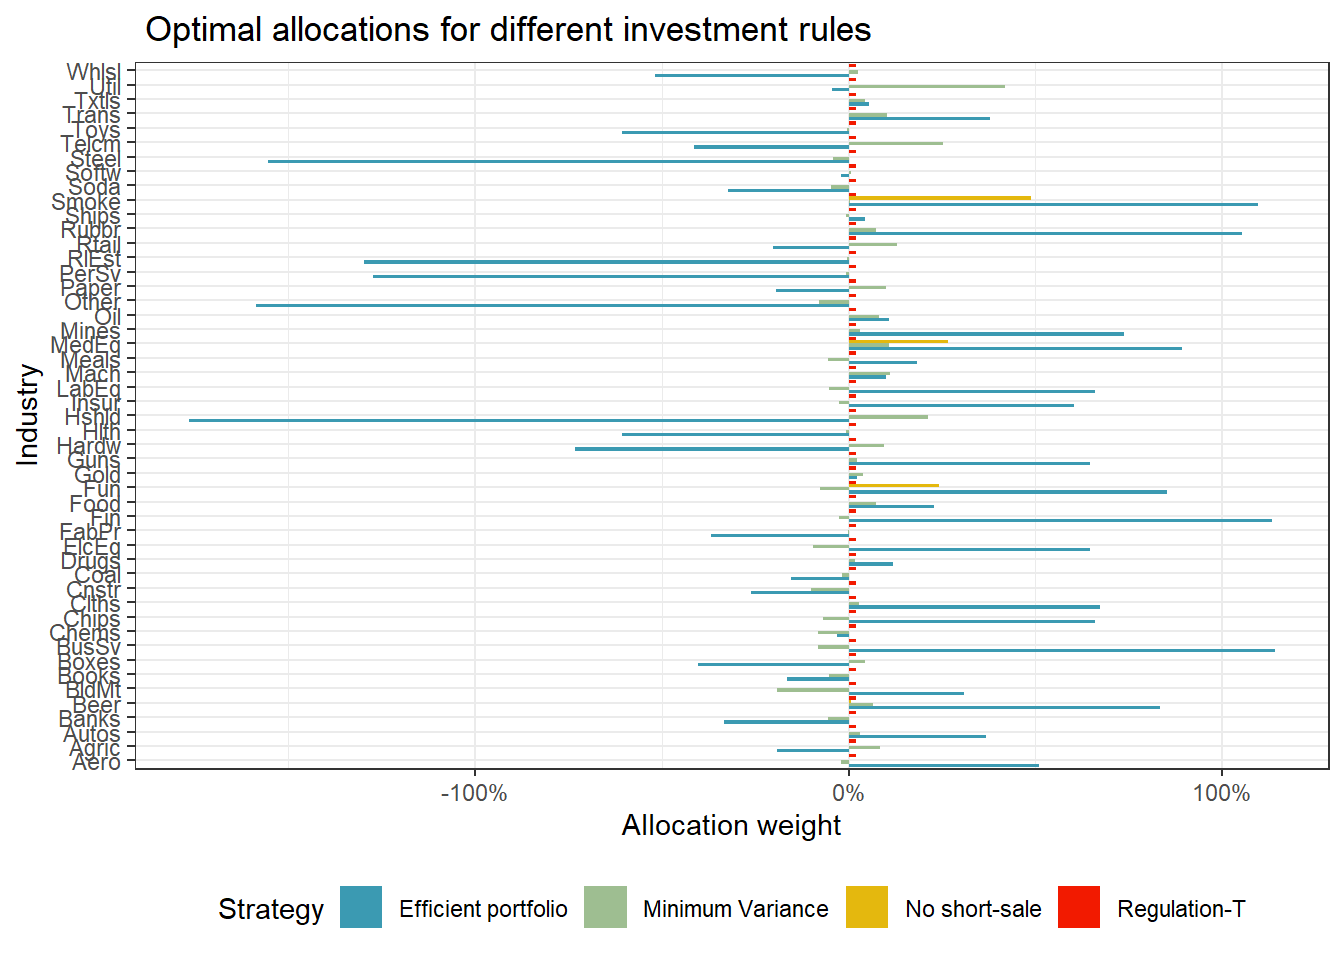 Optimal allocations for different investment rules
Whlsl
Util
Txtls
Trans
Toys
Telcm
Steel
Softw
Soda
Smoke
Ships
Rubbr
Rtail
RlEst
PerSv
Paper
Other
Oil
Mines
MedEq
Meals
Mach
LabEq
Insur
Hshld
Hlth
Hardw
Guns
Gold
Fun
Food
Fin
FabPr
ElcEq
Drugs
Coal
Cnstr
Clths
Chips
Chems
BusSv
Boxes
Books
BldMt
Beer
Banks
Autos
Agric
Aero
Industry
-100% 0% 100%
Allocation weight
Strategy Efficient portfolio Minimum Variance No short-sale Regulation-T